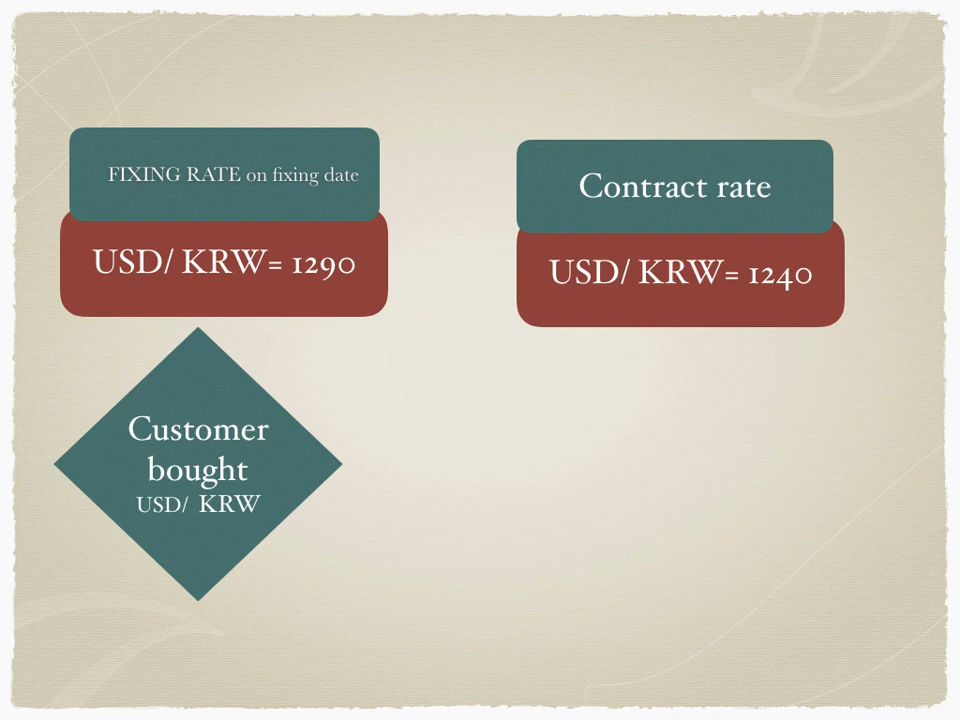 FIXING RATE on fixing date
USD/ KRW= 1290
Contract rate
USD/ KRW= 1240
Customer
bought
USD/ KRW